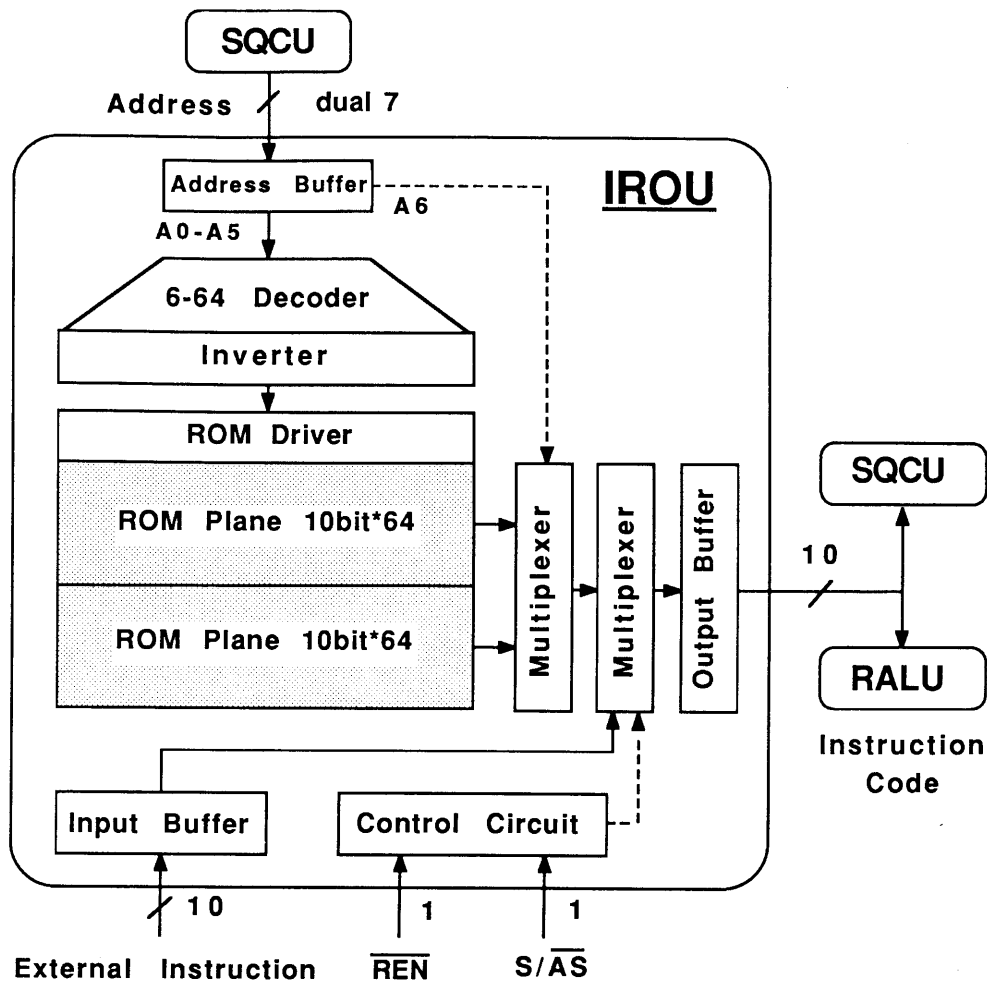 SQCU
Address dual 7
IROU
Address Buffer
A6
A0-A5
6-64 Decoder
Inverter
ROM Driver
ROM Plane 10bit*64
ROM Plane 10bit*64
Multiplexer
Multiplexer
Output Buffer
10
SQCU
RALU
Instruction
Code
Input Buffer
Control Circuit
10
1
1
External Instruction
R̅E̅N̅
S/A̅S̅